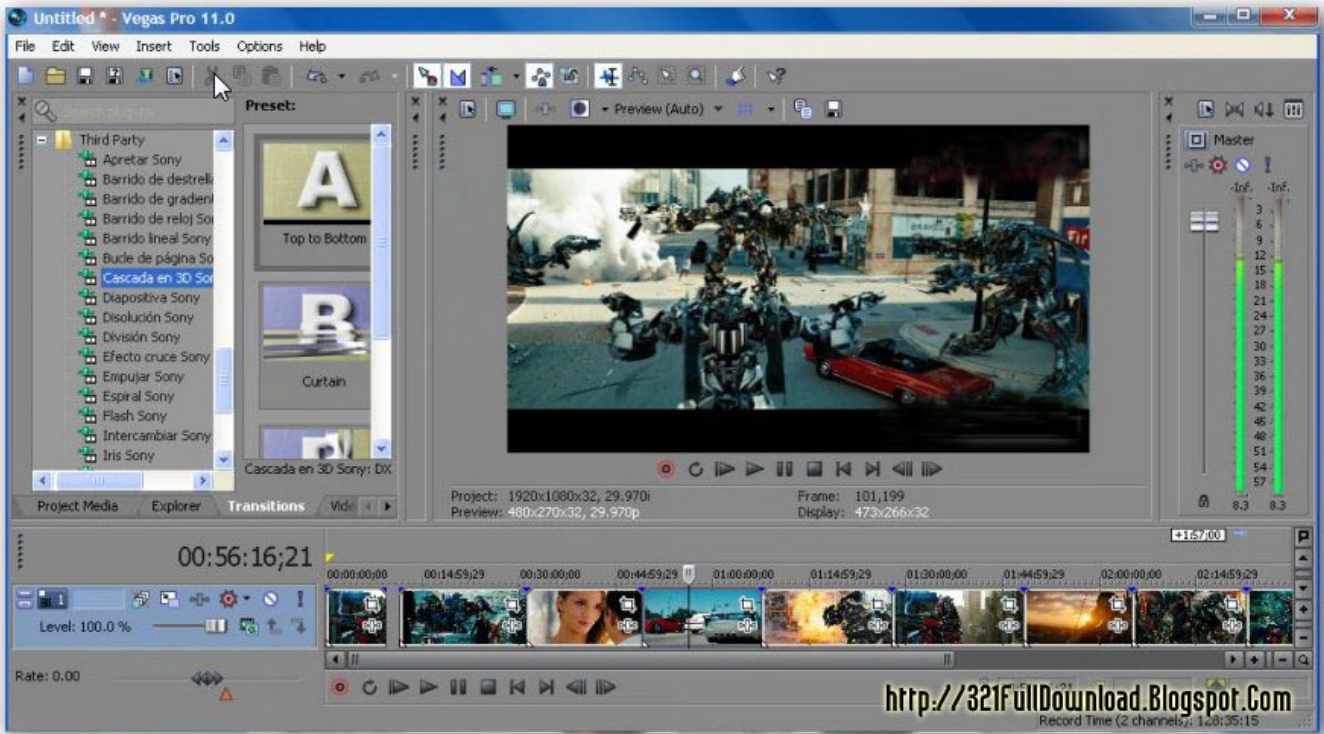 Untitled * - Vegas Pro 11.0
File Edit View Insert Tools Options Help
Preset:
Preview (Auto)
Third Party
Apretar Sony
Barrido de destrella
Barrido de gradient
Barrido de reloj So
Barrido lineal Sony
Bucle de página So
Cascada en 3D Sor
Diapositiva Sony
Disolución Sony
División Sony
Efecto cruce Sony
Empujar Sony
Espiral Sony
Flash Sony
Intercambiar Sony
Iris Sony
A
Top to Bottom
B
Curtain
Cascada en 3D Sony: DX
Project Media Explorer Transitions Vide
Project: 1920x1080x32, 29.970i
Preview: 480x270x32, 29.970p
Frame: 101,199
Display: 473x266x32
Master
-Inf. -Inf.
3
6
9
12
15
18
21
24
27
30
33
36
39
42
45
48
51
54
57
8.3 8.3
+1:57;00
00:56:16;21
00:00:00;00 00:14:59;29 00:30:00;00 00:44:59;29 01:00:00;00 01:14:59;29 01:30:00;00 01:44:59;29 02:00:00;00 02:14:59;29
1
Level: 100.0 %
Rate: 0.00
http://321FullDownload.Blogspot.Com
Record Time (2 channels): 128:35:15